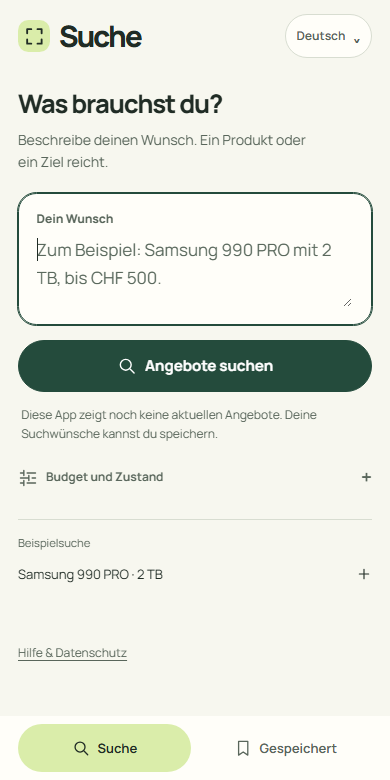 Suche
Deutsch
Was brauchst du?
Beschreibe deinen Wunsch. Ein Produkt oder
ein Ziel reicht.
Dein Wunsch
Zum Beispiel: Samsung 990 PRO mit 2
TB, bis CHF 500.
Angebote suchen
Diese App zeigt noch keine aktuellen Angebote. Deine
Suchwünsche kannst du speichern.
Budget und Zustand +
Beispielsuche
Samsung 990 PRO · 2 TB +
Hilfe & Datenschutz
Suche
Gespeichert